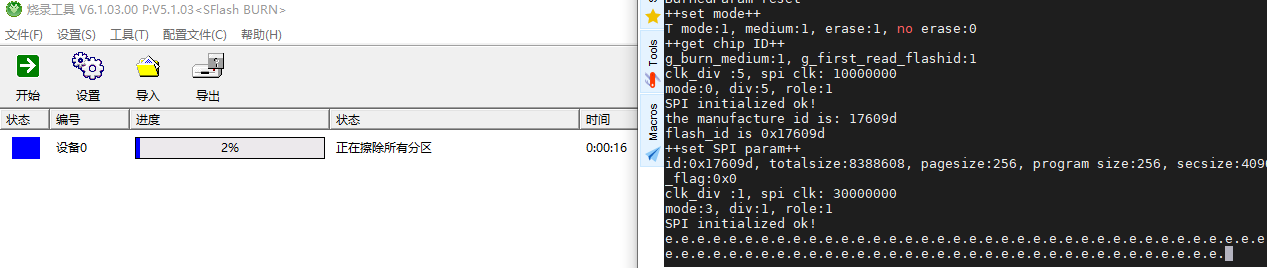 烧录工具 V6.1.03.00 P:V5.1.03<SFlash BURN>
文件(F) 设置(S) 工具(T) 配置文件(C) 帮助(H)
开始 设置 导入 导出
状态 编号 进度 状态 时间
设备0 2% 正在擦除所有分区 0:00:16
Tools
Macros
++set mode++
T mode:1, medium:1, erase:1, no erase:0
++get chip ID++
g_burn_medium:1, g_first_read_flashid:1
clk_div :5, spi clk: 10000000
mode:0, div:5, role:1
SPI initialized ok!
the manufacture id is: 17609d
flash_id is 0x17609d
++set SPI param++
id:0x17609d, totalsize:8388608, pagesize:256, program size:256, secsize:409
_flag:0x0
clk_div :1, spi clk: 30000000
mode:3, div:1, role:1
SPI initialized ok!
e.e.e.e.e.e.e.e.e.e.e.e.e.e.e.e.e.e.e.e.e.e.e.e.e.e.e.e.e.e.e.e.e.e.e.e.e.e
e.e.e.e.e.e.e.e.e.e.e.e.e.e.e.e.e.e.e.e.e.e.e.e.e.e.e.e.e.e.e.e.e.e.e.